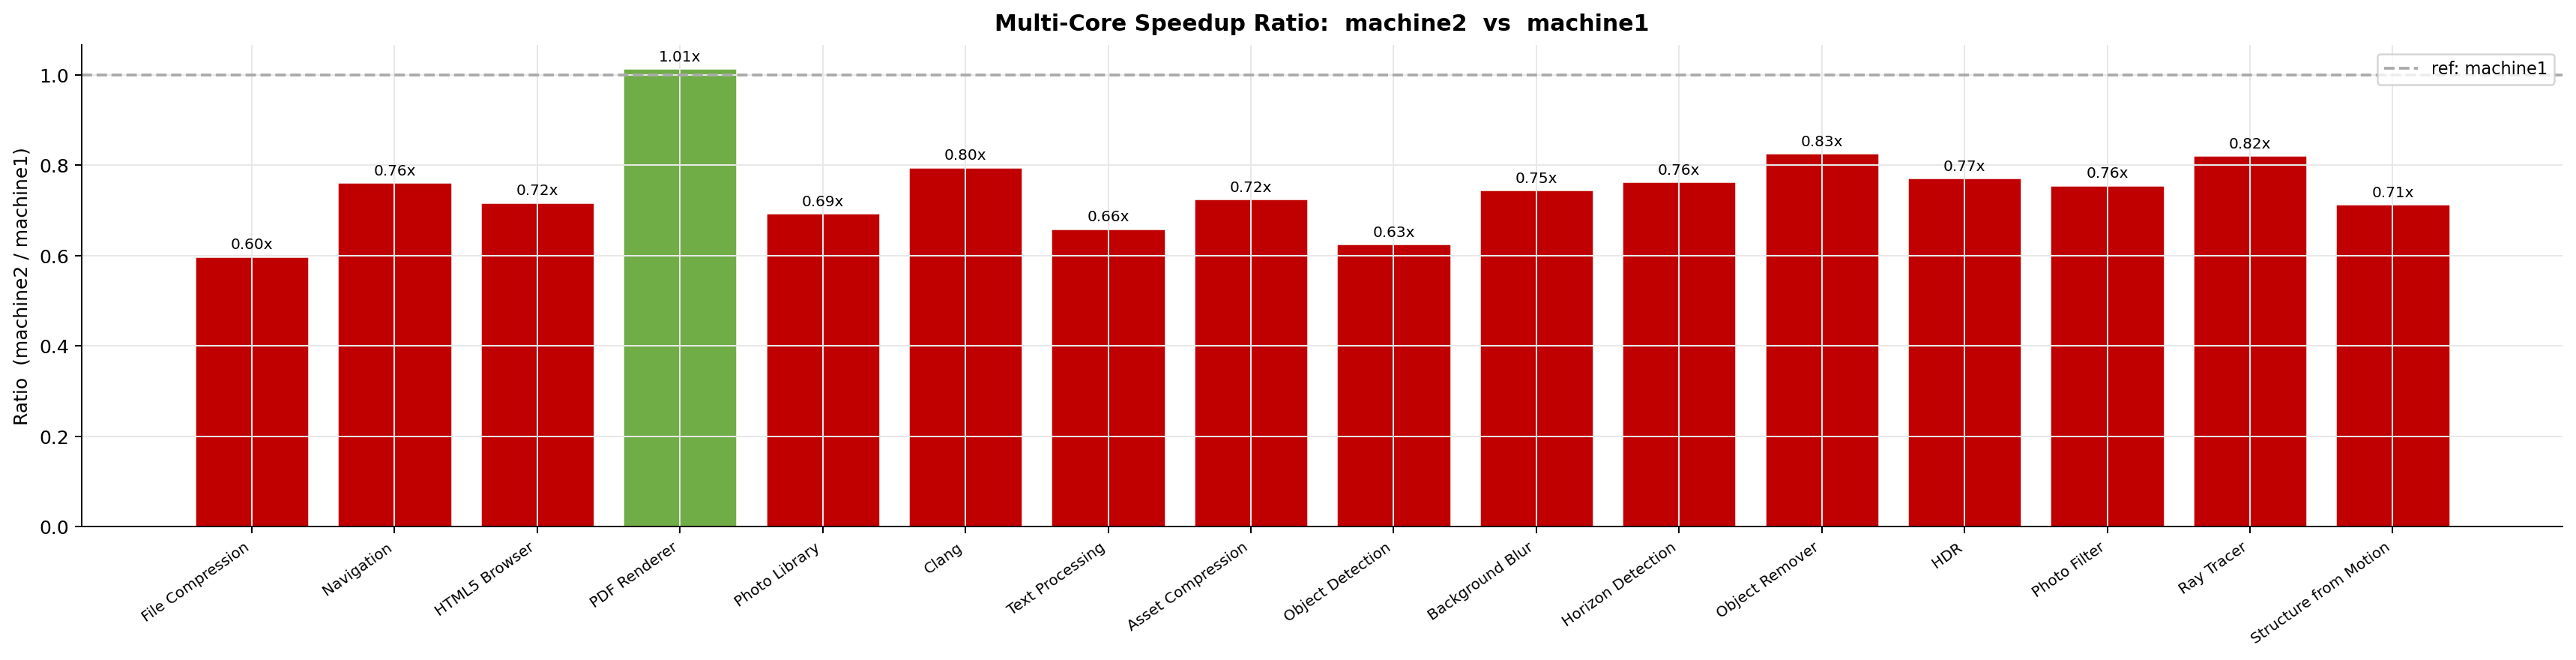 Multi-Core Speedup Ratio:  machine2  vs  machine1
ref: machine1
Ratio  (machine2 / machine1)
1.0
0.8
0.6
0.4
0.2
0.0
0.60x
0.76x
0.72x
1.01x
0.69x
0.80x
0.66x
0.72x
0.63x
0.75x
0.76x
0.83x
0.77x
0.76x
0.82x
0.71x
File Compression
Navigation
HTML5 Browser
PDF Renderer
Photo Library
Clang
Text Processing
Asset Compression
Object Detection
Background Blur
Horizon Detection
Object Remover
HDR
Photo Filter
Ray Tracer
Structure from Motion